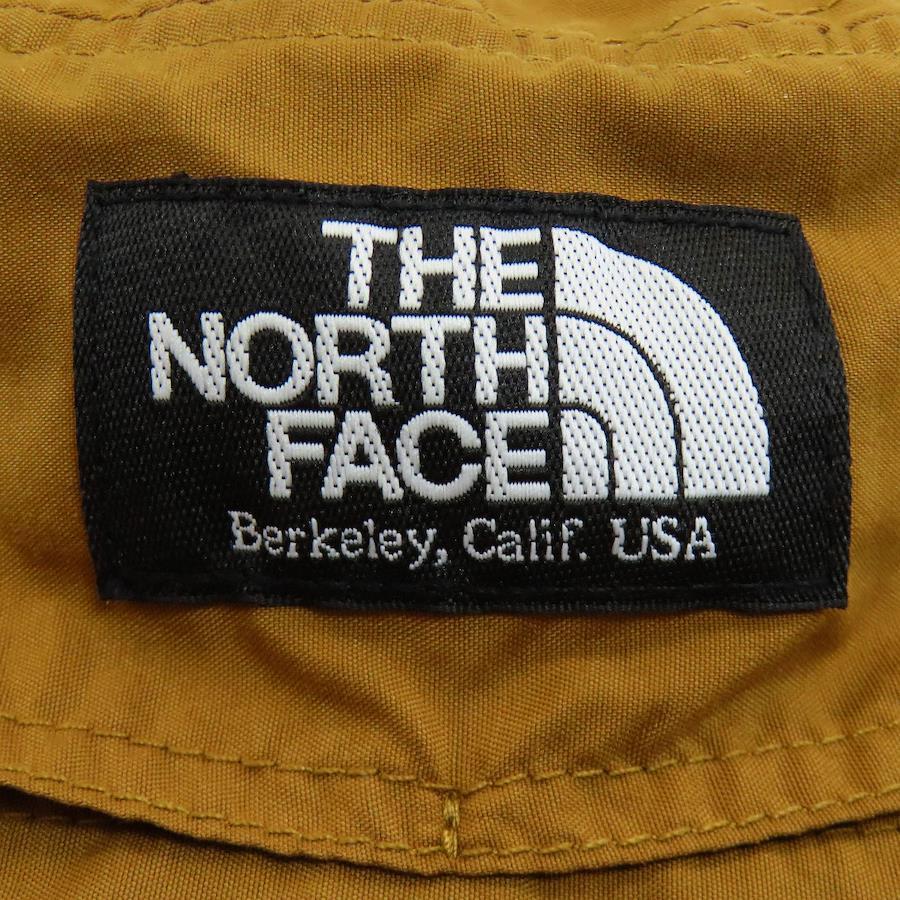 THE
NORTH
FACE
Berkeley, Calif. USA